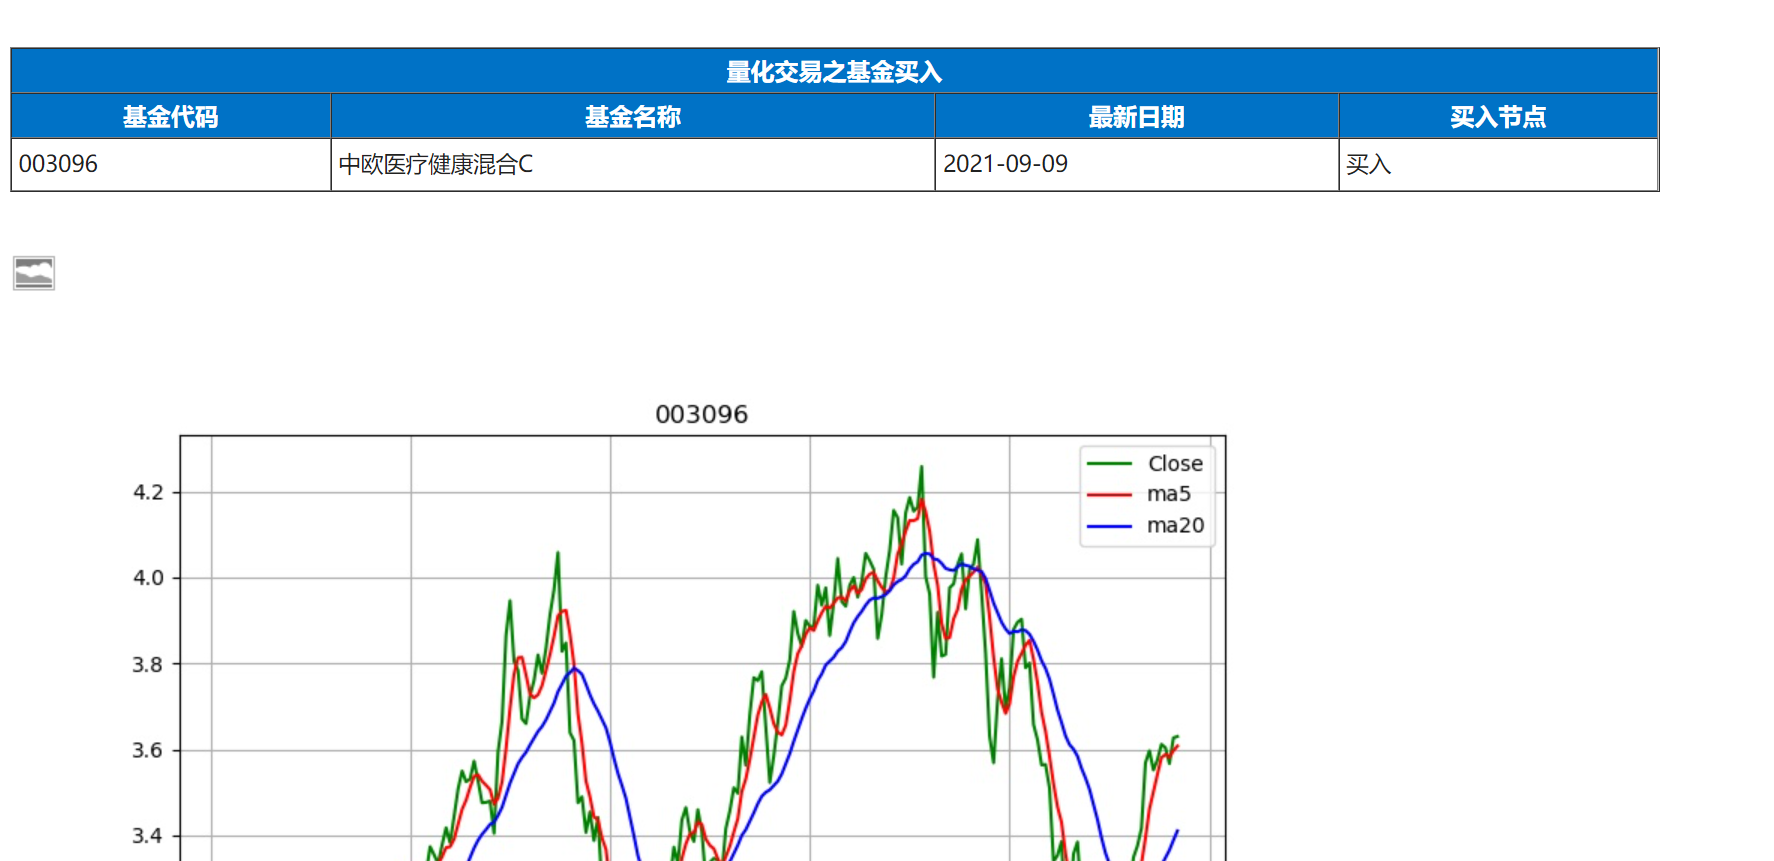 量化交易之基金买入
基金代码 基金名称 最新日期 买入节点
003096 中欧医疗健康混合C 2021-09-09 买入
003096
Close
ma5
ma20
4.2
4.0
3.8
3.6
3.4